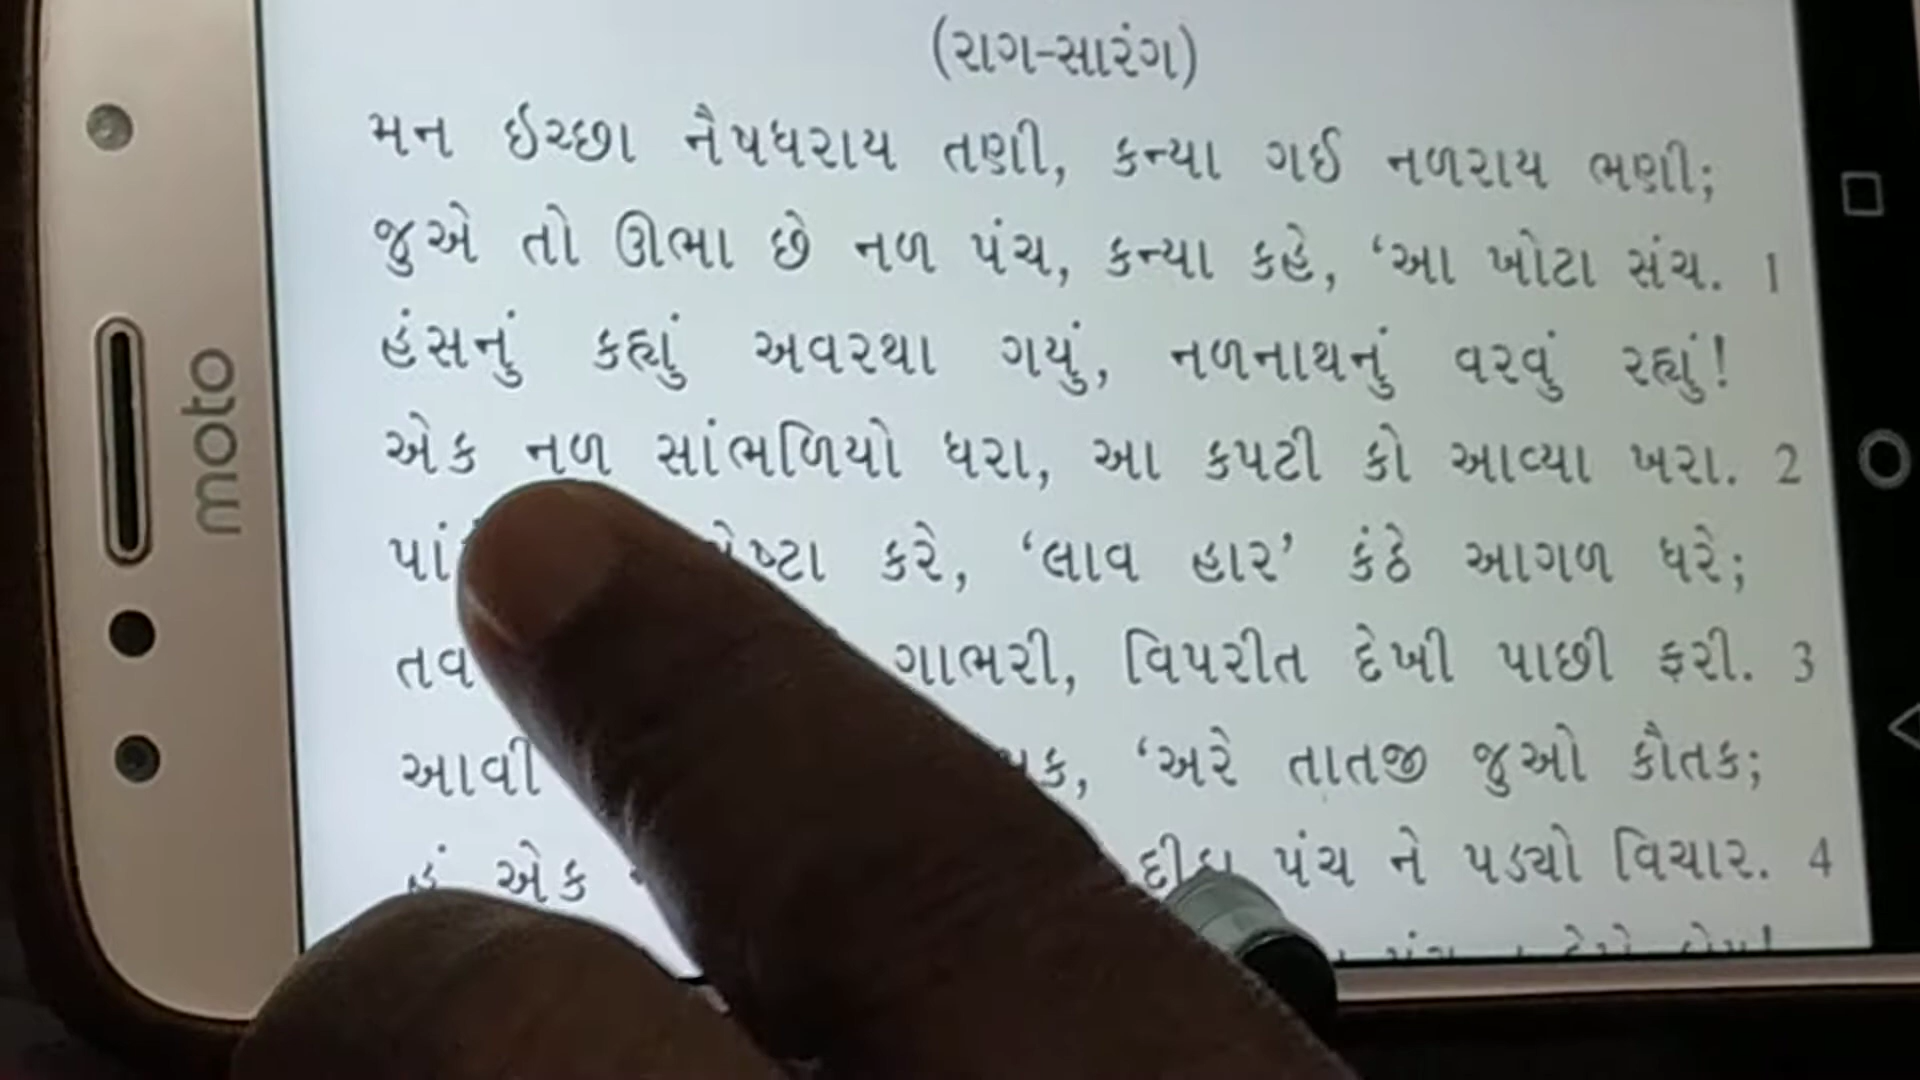 (રાગ-સારંગ)
મન ઈચ્છા નૈષધરાય તણી, કન્યા ગઈ નળરાય ભણી;
જુએ તો ઊભા છે નળ પંચ, કન્યા કહે, ‘આ ખોટા સંચ. 1
હંસનું કહ્યું અવરથા ગયું, નળનાથનું વરવું રહ્યું!
એક નળ સાંભળિયો ધરા, આ કપટી કો આવ્યા ખરા. 2
કરે, ‘લાવ હાર’ કંઠે આગળ ધરે;
ગાભરી, વિપરીત દેખી પાછી ફરી. 3
આવી ‘અરે તાતજી જુઓ કૌતક;
હું એક પંચ ને પડ્યો વિચાર. 4
moto